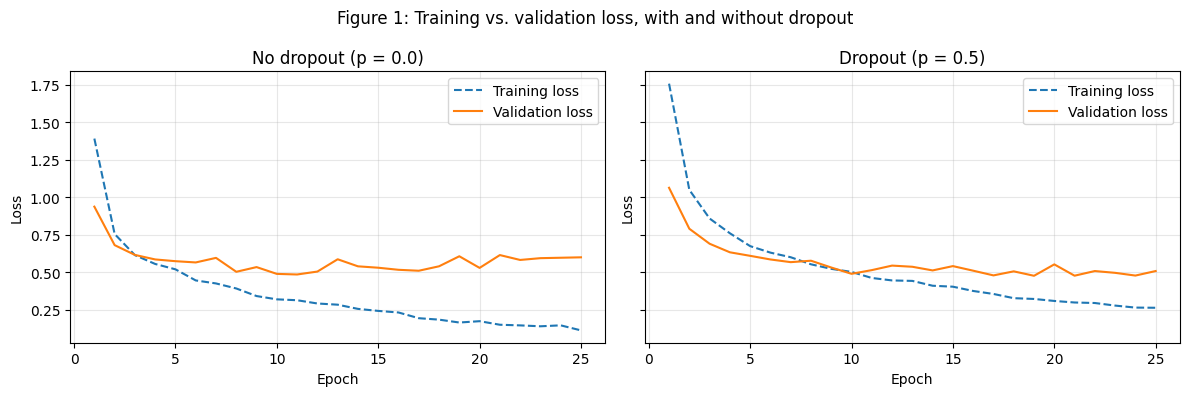 Figure 1: Training vs. validation loss, with and without dropout
No dropout (p = 0.0)
Training loss
Validation loss
Loss
1.75
1.50
1.25
1.00
0.75
0.50
0.25
0
5
10
15
20
25
Epoch
Dropout (p = 0.5)
Training loss
Validation loss
Loss
0
5
10
15
20
25
Epoch